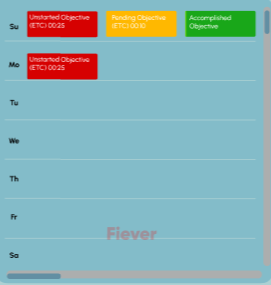 Su
Unstarted Objective
(ETC) 00:25
Pending Objective
(ETC) 00:10
Accomplished
Objective
Mo
Unstarted Objective
(ETC) 00:25
Tu
We
Th
Fr
Fiever
Sa